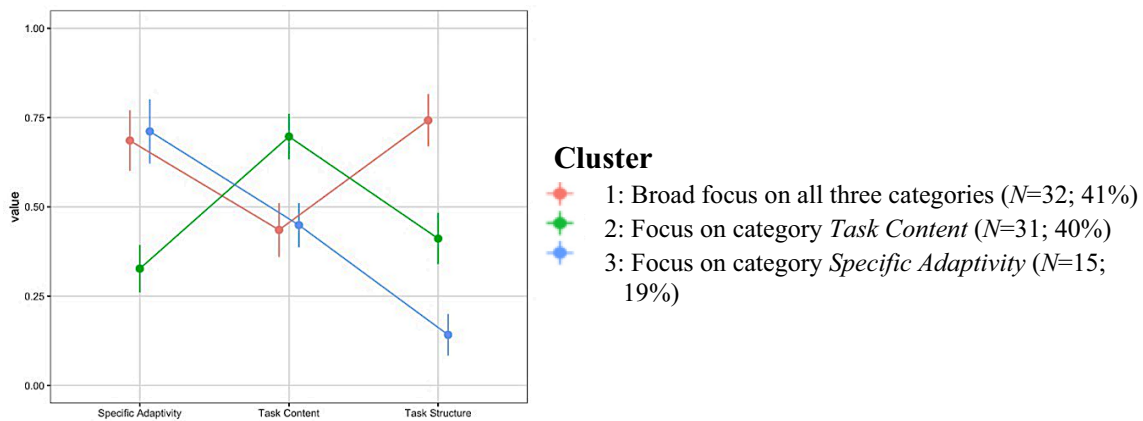 1.00
0.75
0.50
0.25
0.00
value
Specific Adaptivity
Task Content
Task Structure
Cluster
1: Broad focus on all three categories (N=32; 41%)
2: Focus on category Task Content (N=31; 40%)
3: Focus on category Specific Adaptivity (N=15;
19%)